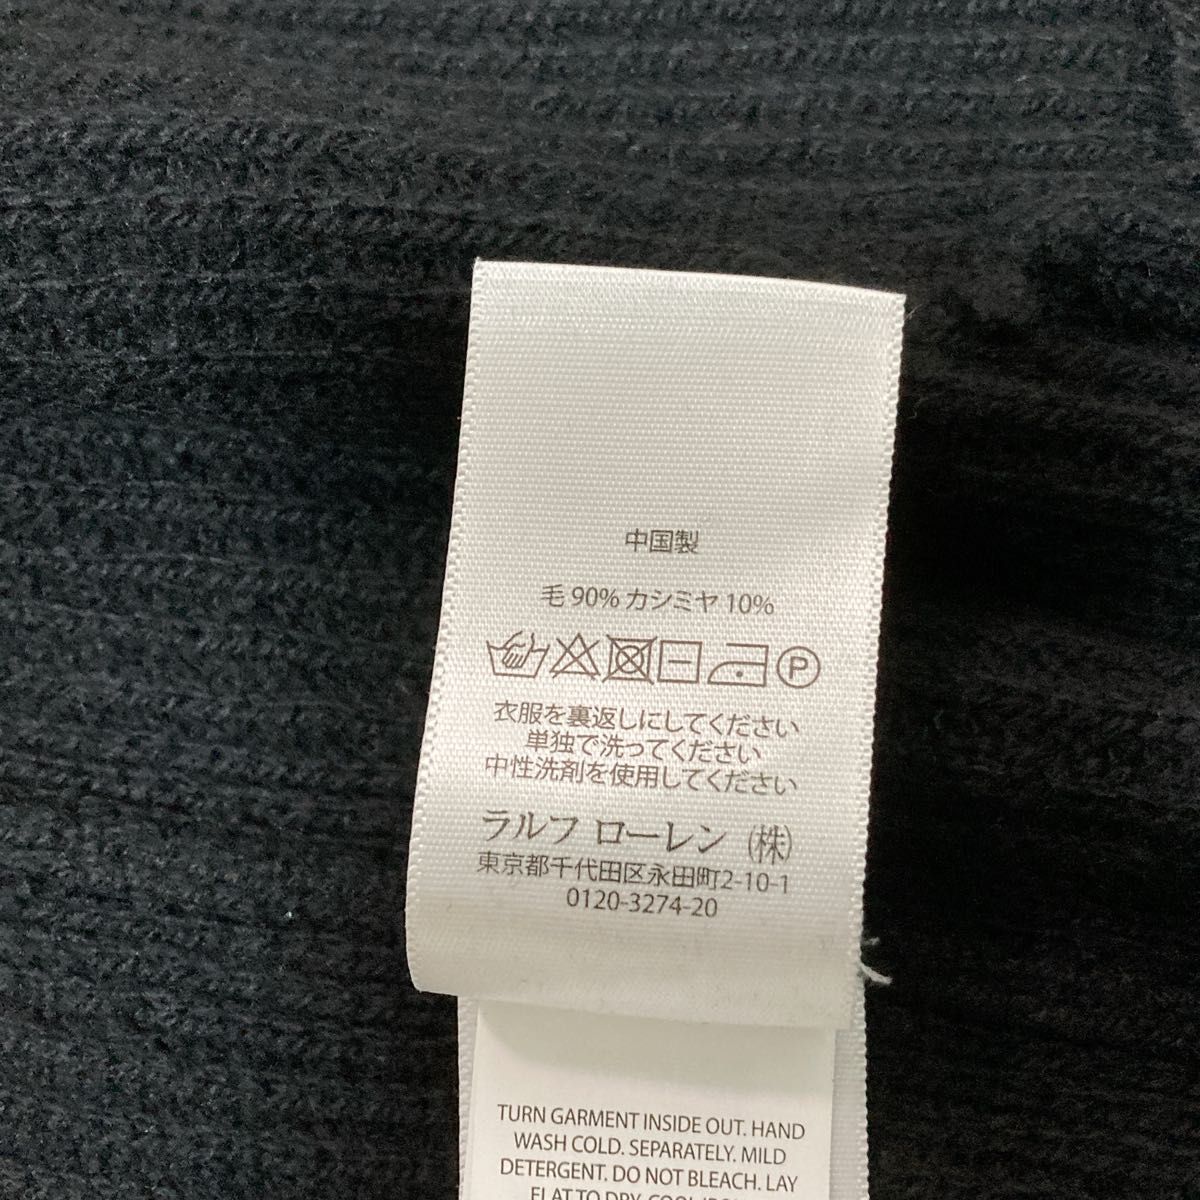 中国製
毛 90% カシミヤ 10%
P
衣服を裏返しにしてください
単独で洗ってください
中性洗剤を使用してください
ラルフ ローレン (株)
東京都千代田区永田町2-10-1
0120-3274-20
TURN GARMENT INSIDE OUT. HAND
WASH COLD. SEPARATELY. MILD
DETERGENT. DO NOT BLEACH. LAY
FLAT TO DRY. COOL